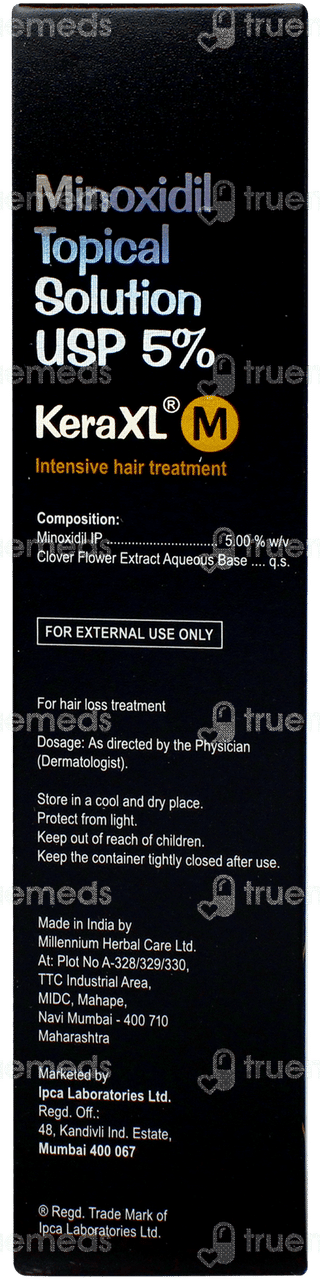 Minoxidil
Topical
Solution
USP 5%
KeraXL® M
Intensive hair treatment
Composition:
Minoxidil IP ................................ 5.00 % w/v
Clover Flower Extract Aqueous Base .... q.s.
FOR EXTERNAL USE ONLY
For hair loss treatment
Dosage: As directed by the Physician
(Dermatologist).
Store in a cool and dry place.
Protect from light.
Keep out of reach of children.
Keep the container tightly closed after use.
Made in India by
Millennium Herbal Care Ltd.
At: Plot No A-328/329/330,
TTC Industrial Area,
MIDC, Mahape,
Navi Mumbai - 400 710
Maharashtra
Marketed by
Ipca Laboratories Ltd.
Regd. Off.:
48, Kandivli Ind. Estate,
Mumbai 400 067
® Regd. Trade Mark of
Ipca Laboratories Ltd.